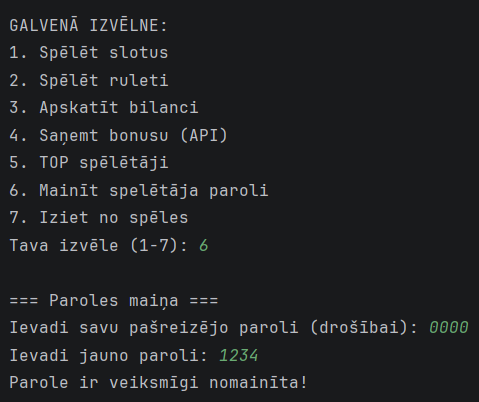 GALVENĀ IZVĒLNE:
1. Spēlēt slotus
2. Spēlēt ruleti
3. Apskatīt bilanci
4. Saņemt bonusu (API)
5. TOP spēlētāji
6. Mainīt spelētāja paroli
7. Iziet no spēles
Tava izvēle (1-7): 6
=== Paroles maiņa ===
Ievadi savu pašreizējo paroli (drošībai): 0000
Ievadi jauno paroli: 1234
Parole ir veiksmīgi nomainīta!